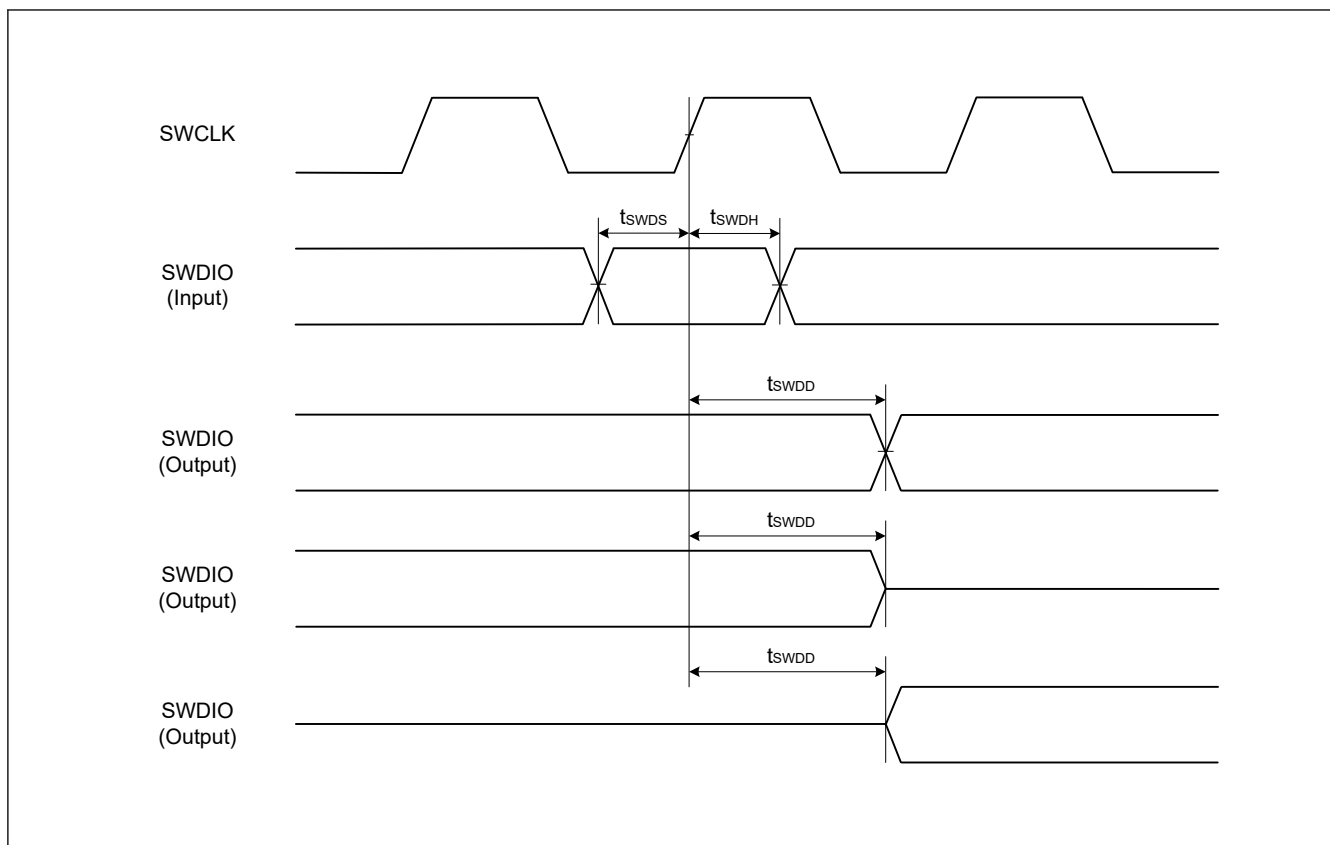 SWCLK
tSWDS
tSWDH
SWDIO
(Input)
tSWDD
SWDIO
(Output)
tSWDD
SWDIO
(Output)
tSWDD
SWDIO
(Output)